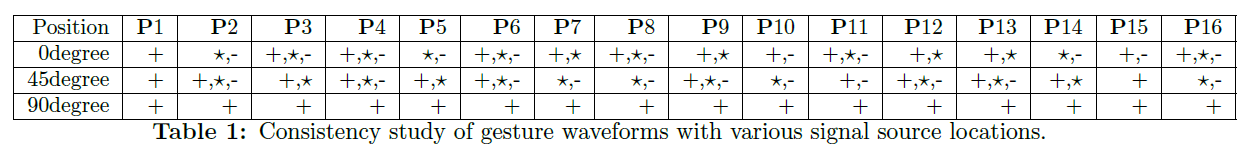 Position P1 P2 P3 P4 P5 P6 P7 P8 P9 P10 P11 P12 P13 P14 P15 P16
0degree + ⋆,- +,⋆,- +,⋆,- ⋆,- +,⋆,- +,⋆ +,⋆,- +,⋆ ⋆,- +,⋆,- +,⋆ +,⋆ ⋆,- +,- +,⋆,-
45degree + +,⋆,- +,⋆ +,⋆,- +,⋆ +,⋆,- ⋆,- ⋆,- +,⋆,- ⋆,- +,- +,⋆,- +,⋆,- +,⋆ + ⋆,-
90degree + + + + + + + + + + + + + + + +
Table 1: Consistency study of gesture waveforms with various signal source locations.